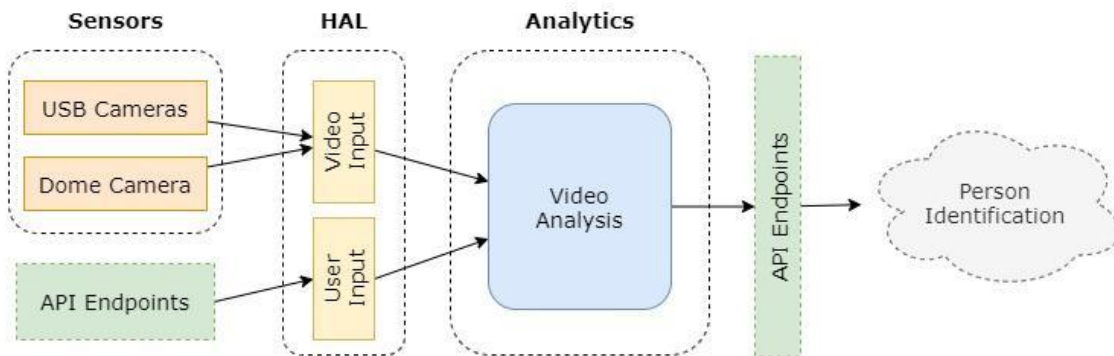 Sensors
HAL
Analytics
USB Cameras
Dome Camera
API Endpoints
Video
Input
User
Input
Video
Analysis
API Endpoints
Person
Identification